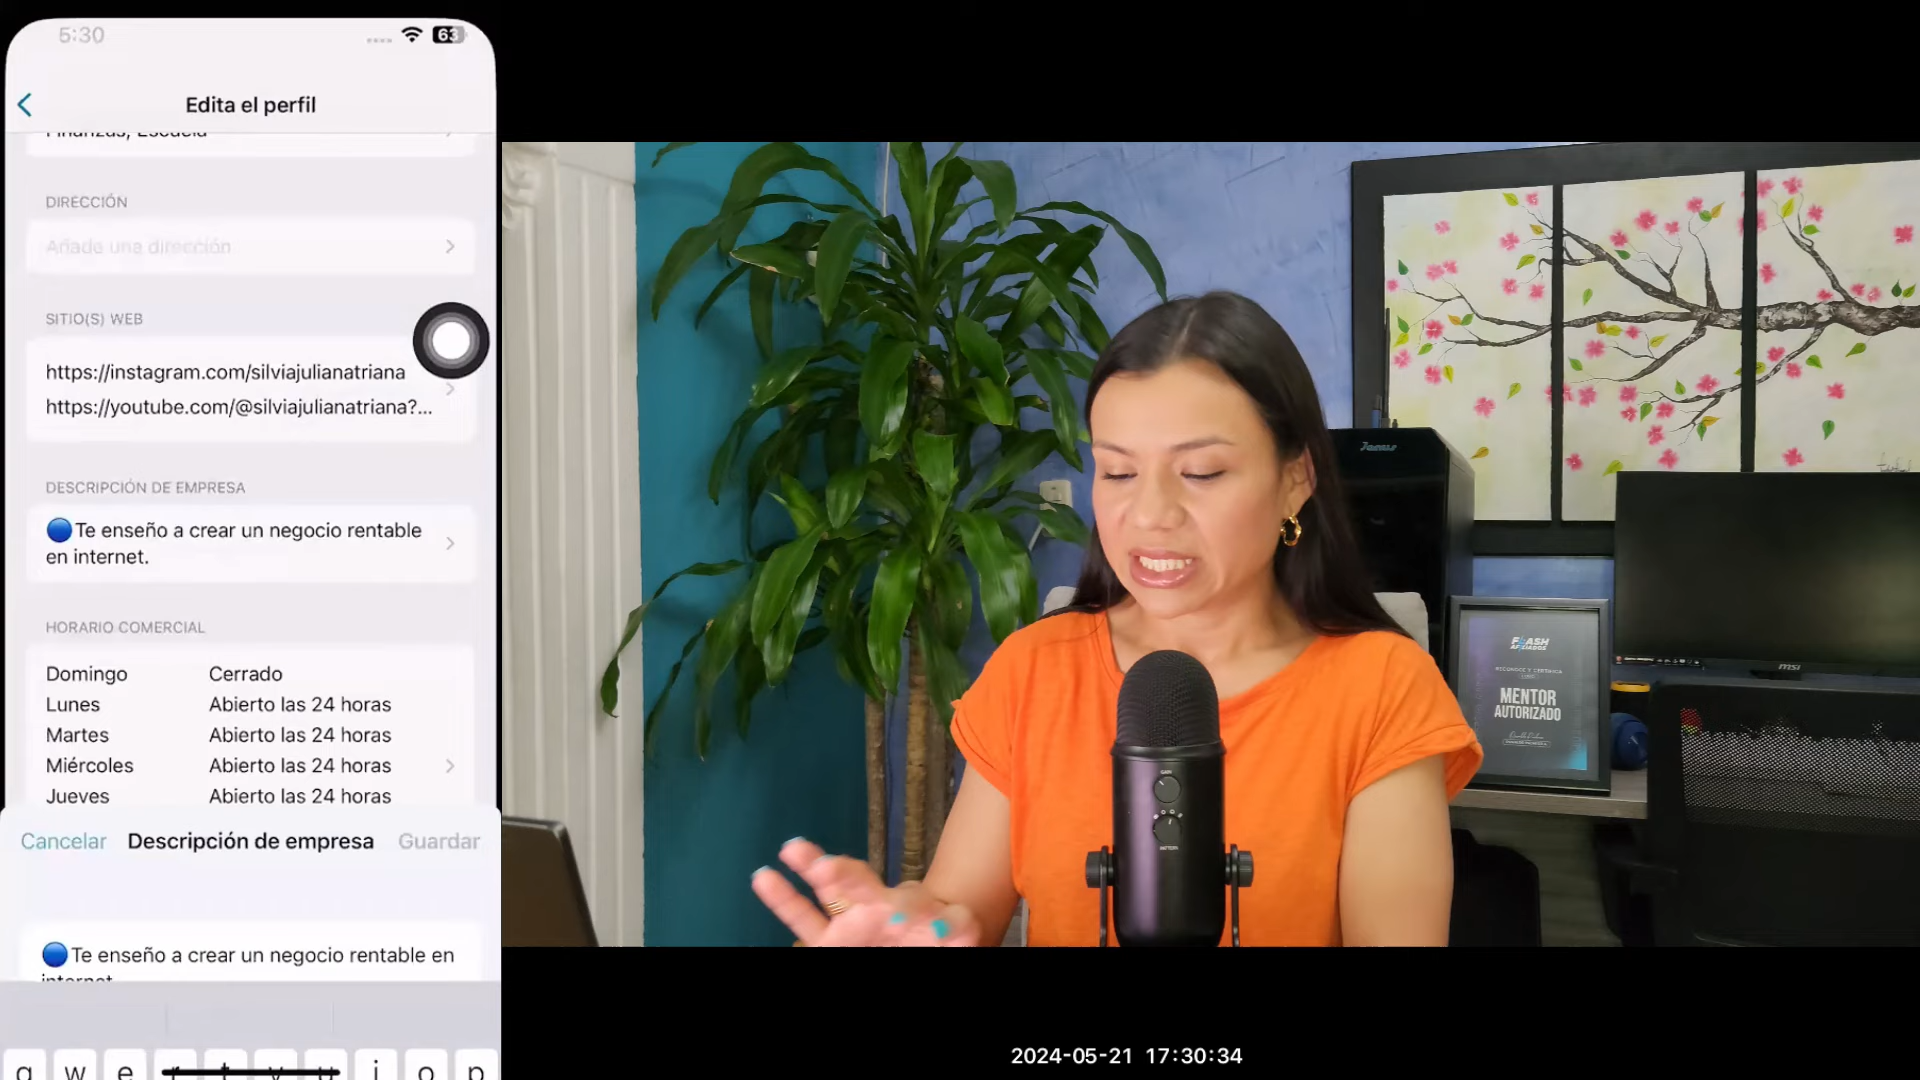 5:30
63
Edita el perfil
Finanzas, Escuela
DIRECCIÓN
Añade una dirección
SITIO(S) WEB
https://instagram.com/silviajulianatriana
https://youtube.com/@silviajulianatriana?...
DESCRIPCIÓN DE EMPRESA
🔵Te enseño a crear un negocio rentable
en internet.
HORARIO COMERCIAL
Domingo Cerrado
Lunes Abierto las 24 horas
Martes Abierto las 24 horas
Miércoles Abierto las 24 horas
Jueves Abierto las 24 horas
Cancelar Descripción de empresa Guardar
🔵Te enseño a crear un negocio rentable en
internet.
q w e r t y u i o p
FLASH
AFILIADOS
MENTOR
AUTORIZADO
msi
2024-05-21 17:30:34